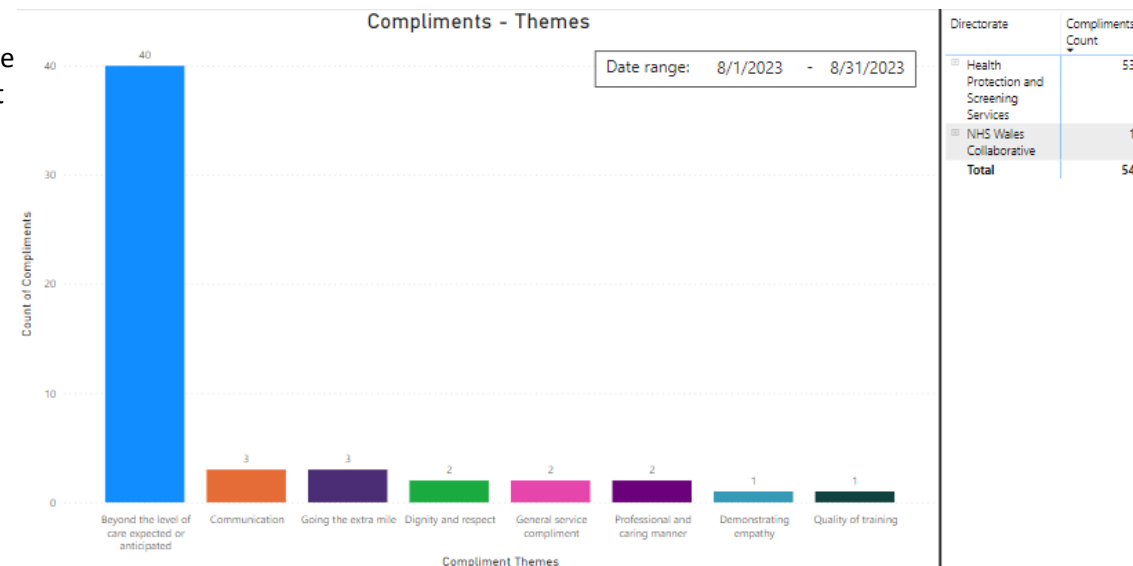 Compliments - Themes
e
t
Date range: 8/1/2023 - 8/31/2023
40
30
20
10
0
Count of Compliments
40
3
3
2
2
2
1
1
Beyond the level of
care expected or
anticipated
Communication
Going the extra mile
Dignity and respect
General service
compliment
Professional and
caring manner
Demonstrating
empathy
Quality of training
Compliment Themes
Directorate Compliments
Count
Health 53
Protection and
Screening
Services
NHS Wales 1
Collaborative
Total 54